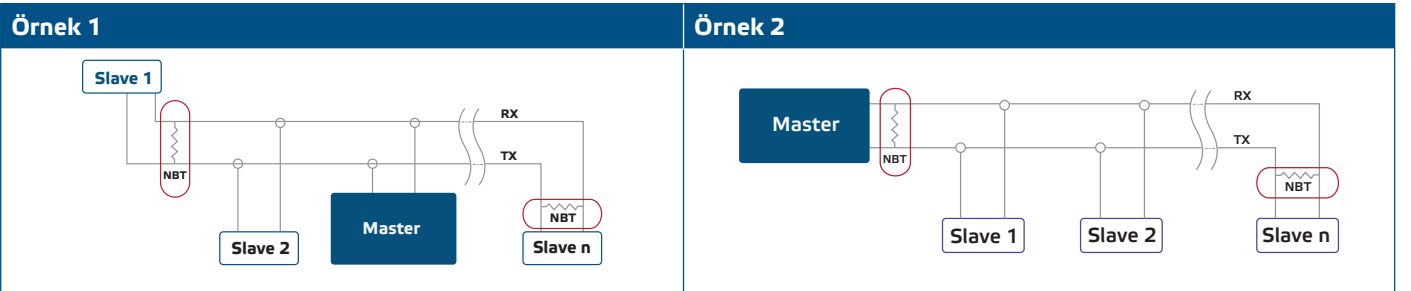 Örnek 1
Slave 1
RX
TX
NBT
NBT
Master
Slave 2
Slave n
Örnek 2
Master
RX
TX
NBT
NBT
Slave 1
Slave 2
Slave n